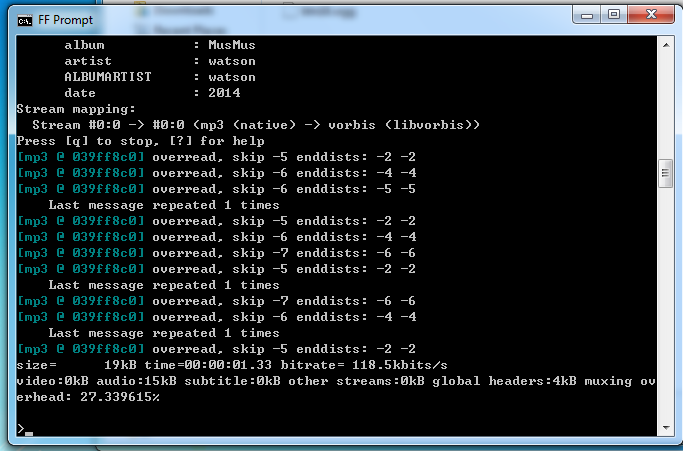 FF Prompt
album : MusMus
artist : watson
ALBUMARTIST : watson
date : 2014
Stream mapping:
Stream #0:0 -> #0:0 (mp3 (native) -> vorbis (libvorbis))
Press [q] to stop, [?] for help
[mp3 @ 039ff8c0] overread, skip -5 enddists: -2 -2
[mp3 @ 039ff8c0] overread, skip -6 enddists: -4 -4
[mp3 @ 039ff8c0] overread, skip -6 enddists: -5 -5
Last message repeated 1 times
[mp3 @ 039ff8c0] overread, skip -5 enddists: -2 -2
[mp3 @ 039ff8c0] overread, skip -6 enddists: -4 -4
[mp3 @ 039ff8c0] overread, skip -7 enddists: -6 -6
[mp3 @ 039ff8c0] overread, skip -5 enddists: -2 -2
Last message repeated 1 times
[mp3 @ 039ff8c0] overread, skip -7 enddists: -6 -6
[mp3 @ 039ff8c0] overread, skip -6 enddists: -4 -4
Last message repeated 1 times
[mp3 @ 039ff8c0] overread, skip -5 enddists: -2 -2
size= 19kB time=00:00:01.33 bitrate= 118.5kbits/s
video:0kB audio:15kB subtitle:0kB other streams:0kB global headers:4kB muxing ov
erhead: 27.339615%
>_